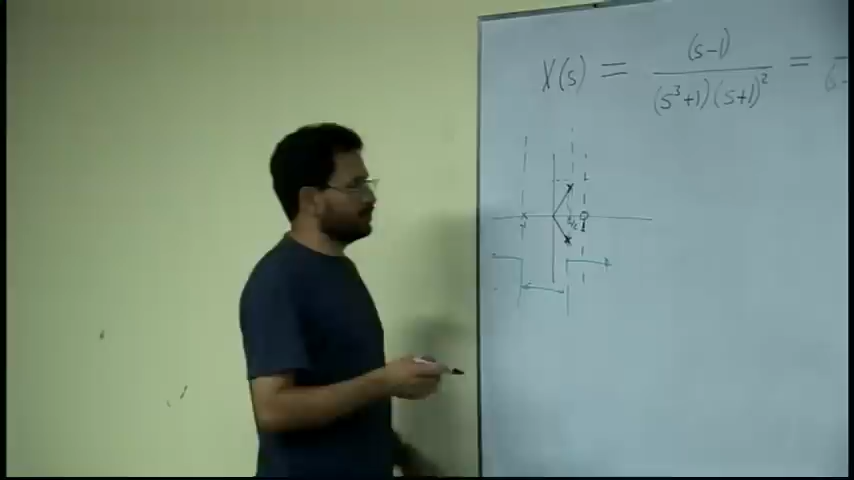 X(s) = (s-1) / (s³+1)(s+1)² =